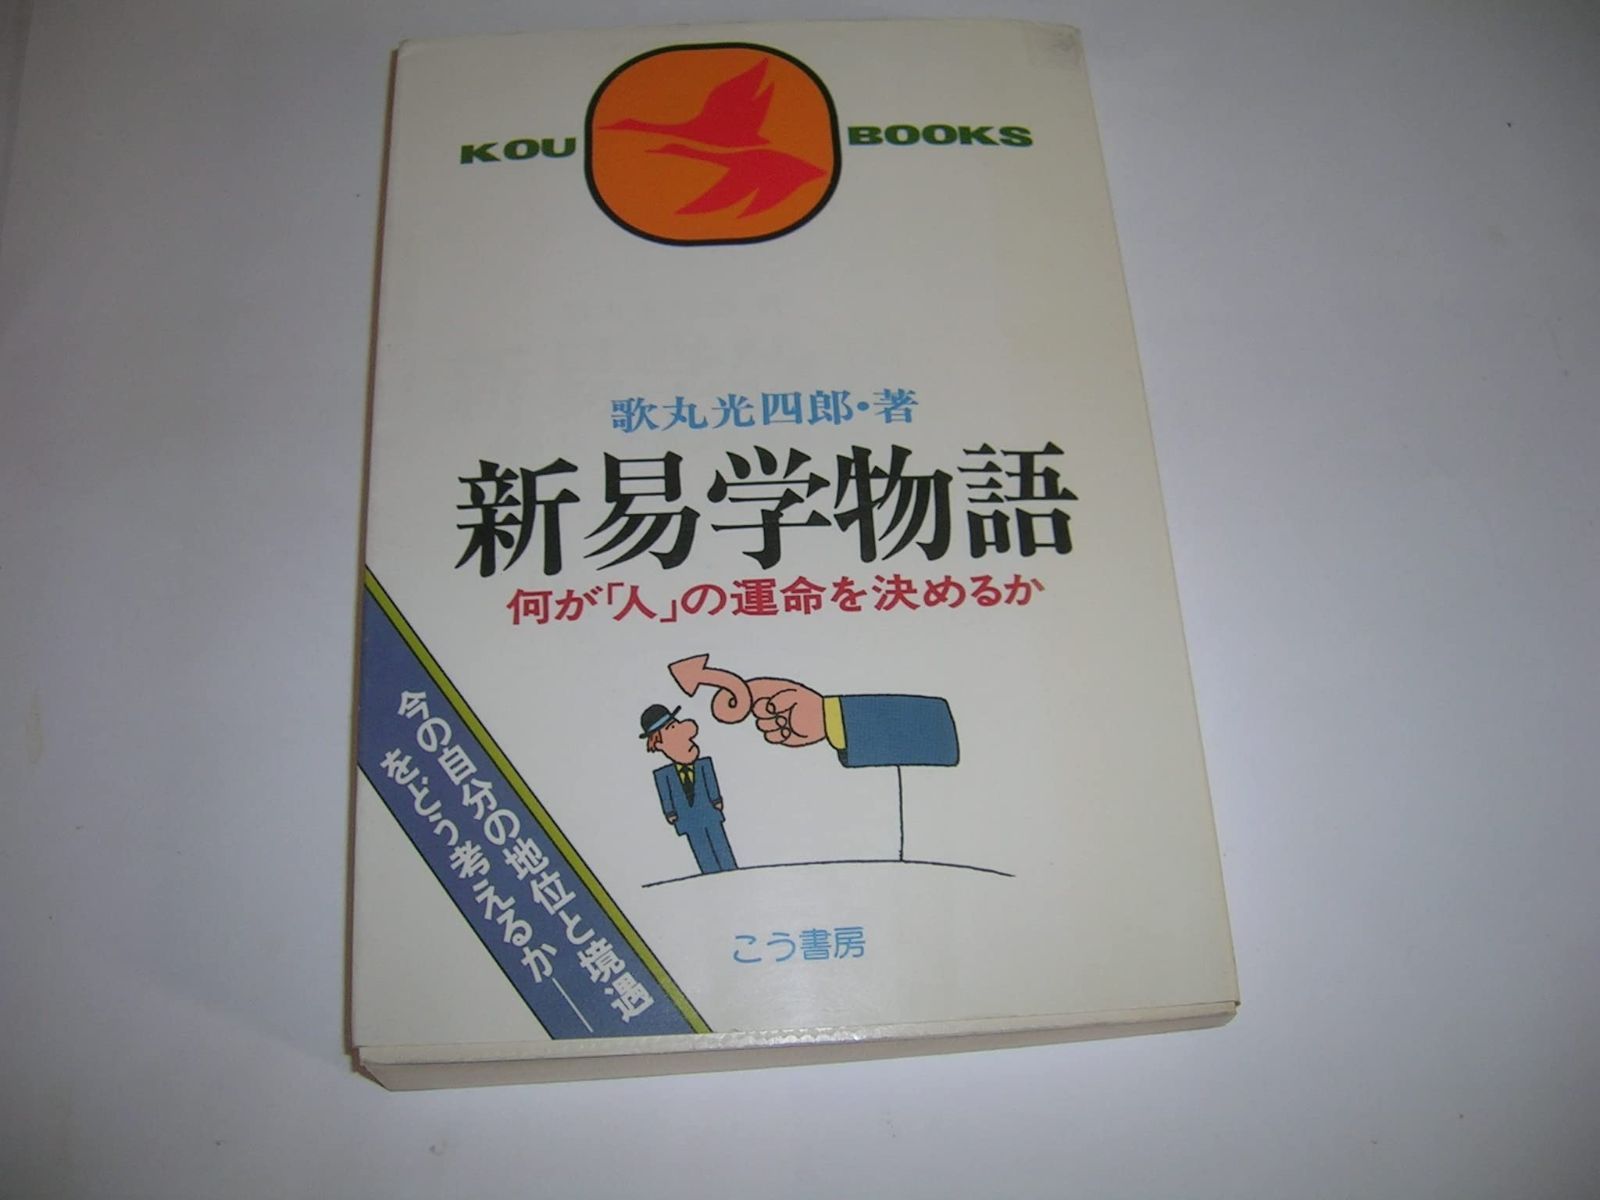 KOU BOOKS
歌丸光四郎・著
新易学物語
何が「人」の運命を決めるか
今の自分の地位と境遇
をどう考えるか──
こう書房